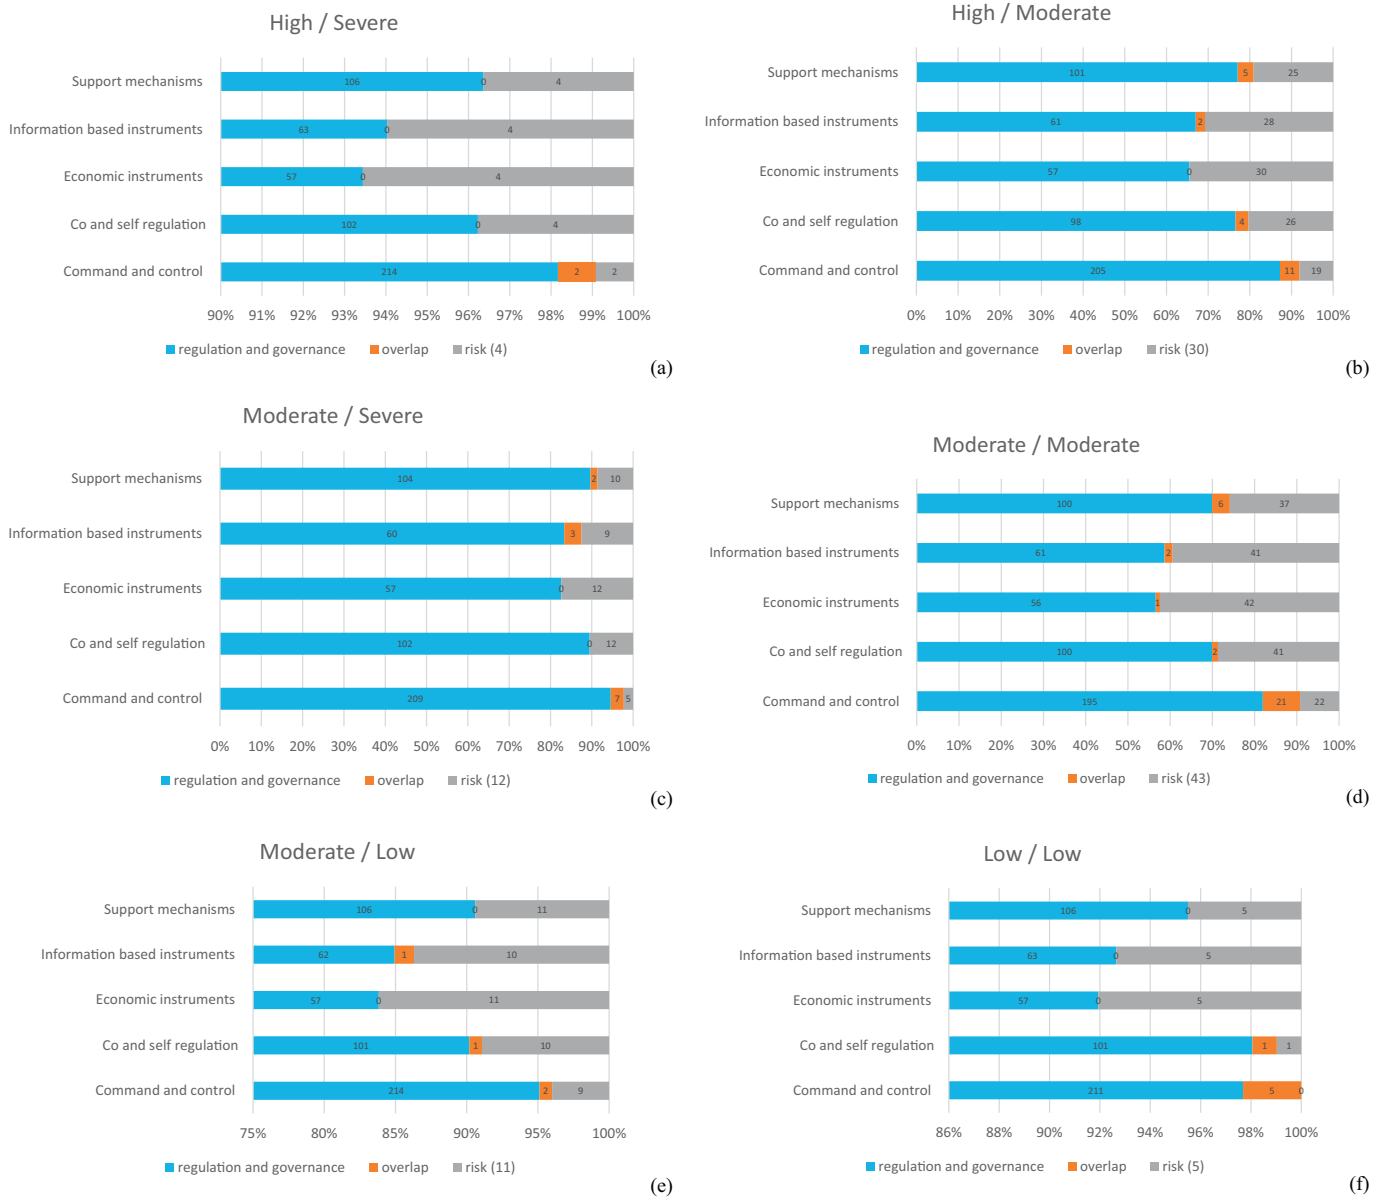 High / Severe
Support mechanisms 106 0 4
Information based instruments 63 0 4
Economic instruments 57 0 4
Co and self regulation 102 0 4
Command and control 214 2 2
90% 91% 92% 93% 94% 95% 96% 97% 98% 99% 100%
regulation and governance overlap risk (4)
(a)
High / Moderate
Support mechanisms 101 5 25
Information based instruments 61 2 28
Economic instruments 57 0 30
Co and self regulation 98 4 26
Command and control 205 11 19
0% 10% 20% 30% 40% 50% 60% 70% 80% 90% 100%
regulation and governance overlap risk (30)
(b)
Moderate / Severe
Support mechanisms 104 2 10
Information based instruments 60 3 9
Economic instruments 57 0 12
Co and self regulation 102 0 12
Command and control 209 7 5
0% 10% 20% 30% 40% 50% 60% 70% 80% 90% 100%
regulation and governance overlap risk (12)
(c)
Moderate / Moderate
Support mechanisms 100 6 37
Information based instruments 61 2 41
Economic instruments 56 1 42
Co and self regulation 100 2 41
Command and control 195 21 22
0% 10% 20% 30% 40% 50% 60% 70% 80% 90% 100%
regulation and governance overlap risk (43)
(d)
Moderate / Low
Support mechanisms 106 0 11
Information based instruments 62 1 10
Economic instruments 57 0 11
Co and self regulation 101 1 10
Command and control 214 2 9
75% 80% 85% 90% 95% 100%
regulation and governance overlap risk (11)
(e)
Low / Low
Support mechanisms 106 0 5
Information based instruments 63 0 5
Economic instruments 57 0 5
Co and self regulation 101 1 1
Command and control 211 5 0
86% 88% 90% 92% 94% 96% 98% 100%
regulation and governance overlap risk (5)
(f)